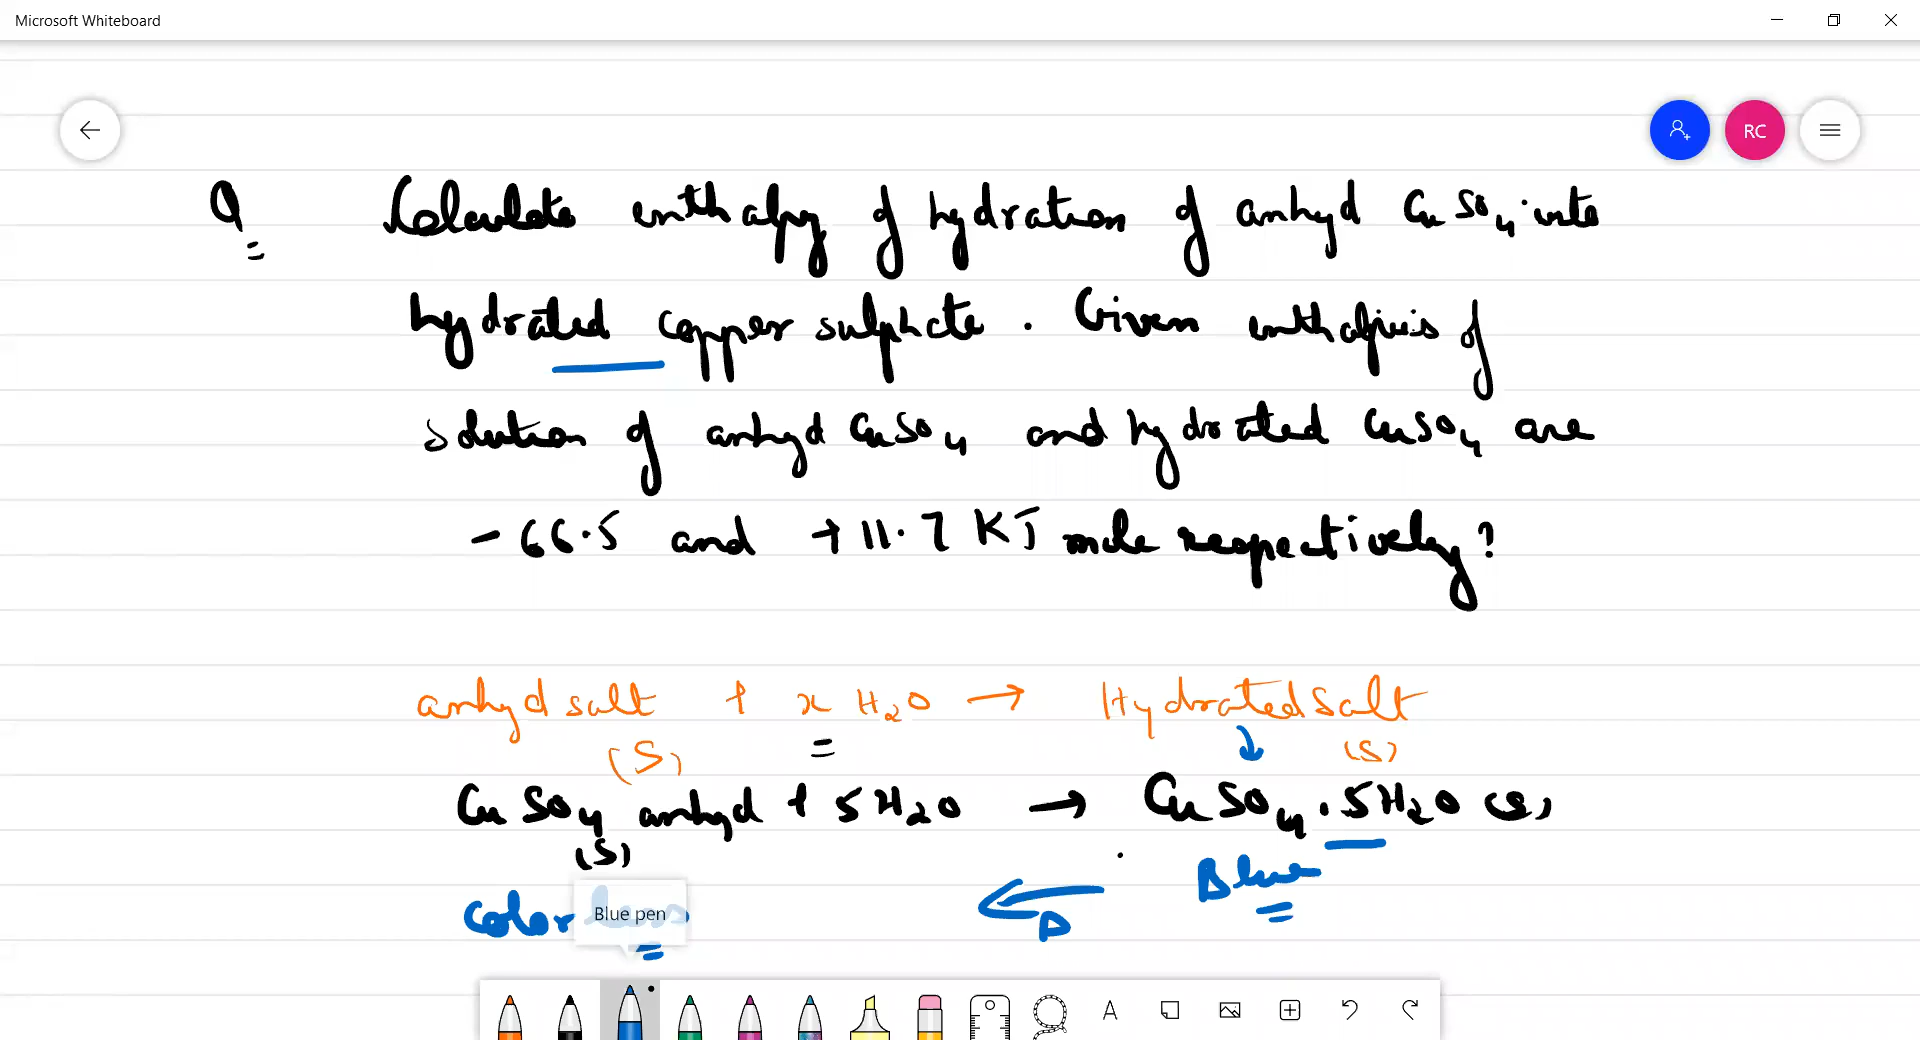 Microsoft Whiteboard
RC
Q Calculate enthalpy of hydration of anhyd CuSO4 into
hydrated copper sulphate. Given enthalpies of
solution of anhyd CuSO4 and hydrated CuSO4 are
-66.5 and +11.7 KJ mole respectively?
anhyd salt + x H2O → Hydrated salt
(S) (S)
CuSO4 anhyd + 5H2O → CuSO4.5H2O (S)
(S)
Blue
colorless
Δ
Blue pen
A